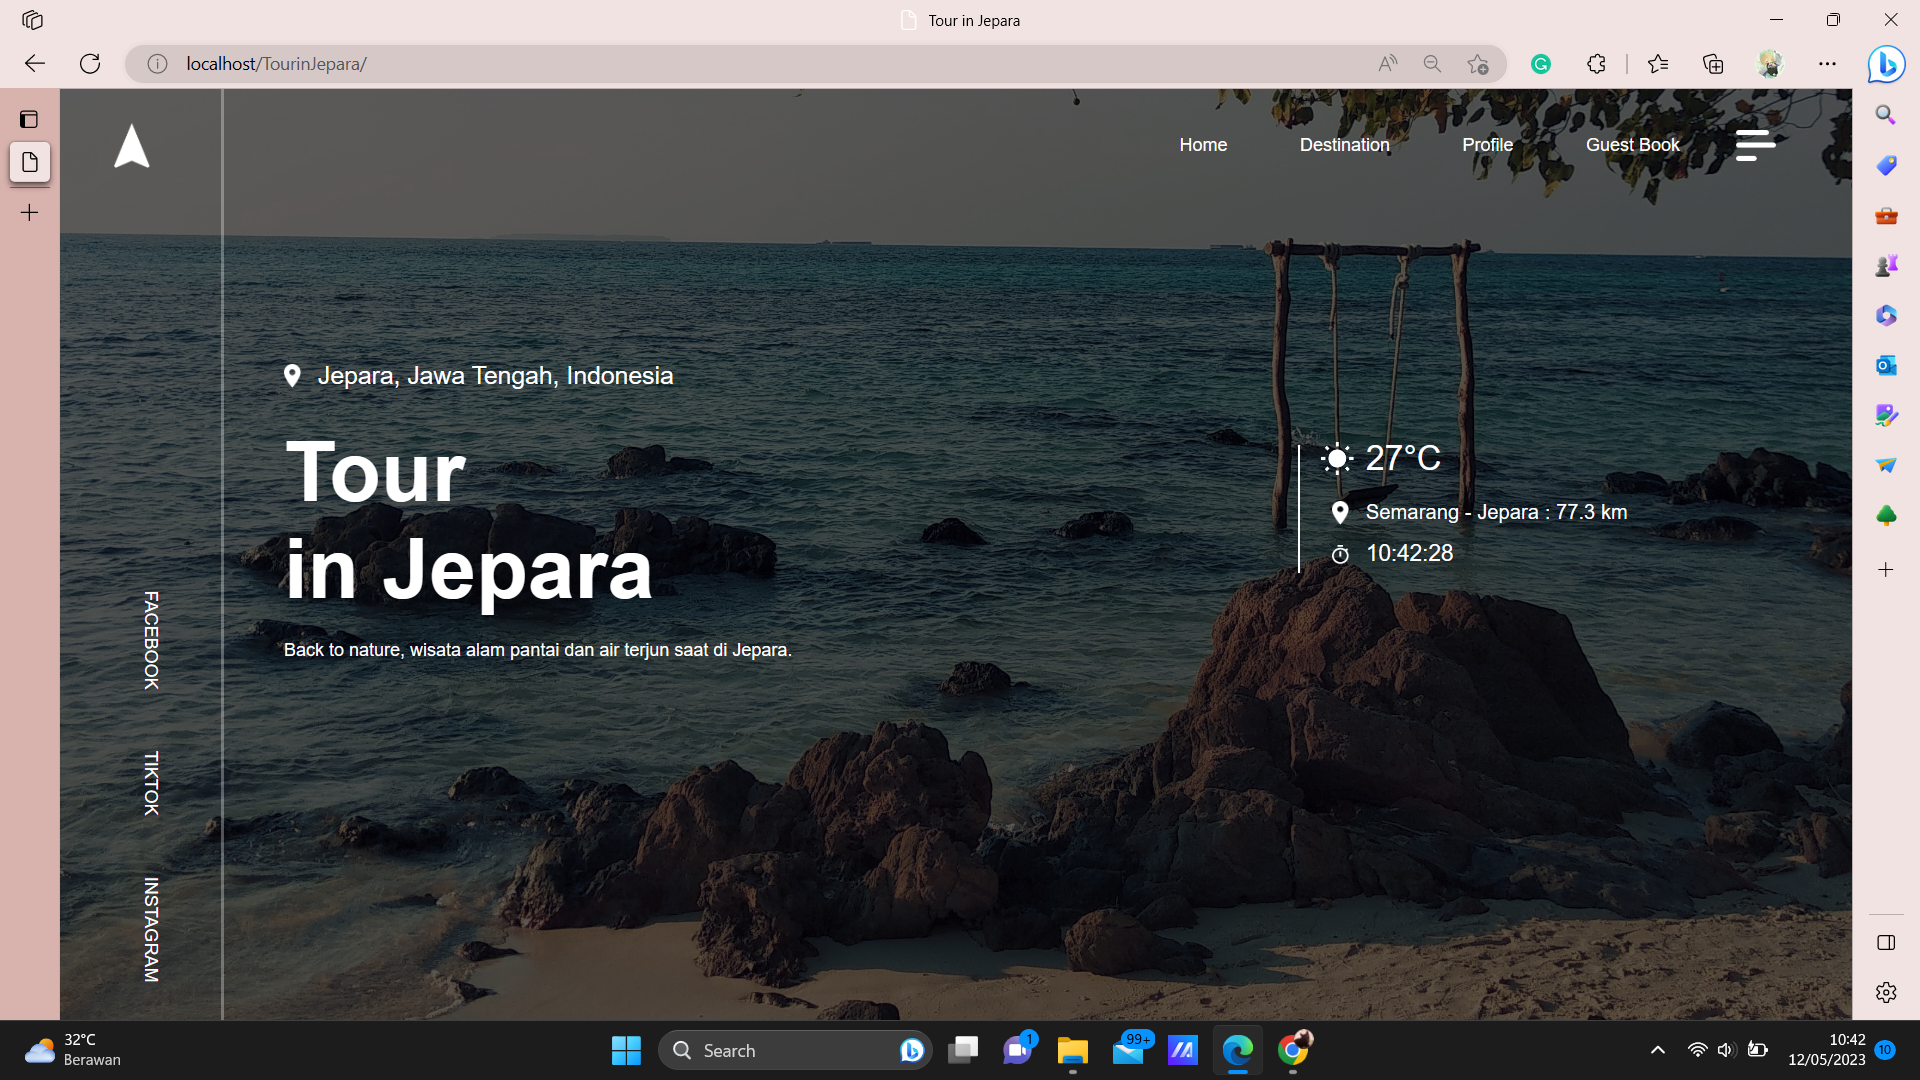 Tour in Jepara
localhost/TourinJepara/
Home Destination Profile Guest Book
Jepara, Jawa Tengah, Indonesia
Tour
in Jepara
Back to nature, wisata alam pantai dan air terjun saat di Jepara.
27°C
Semarang - Jepara : 77.3 km
10:42:28
FACEBOOK
TIKTOK
INSTAGRAM
32°C
Berawan
Search
1
99+
10:42
12/05/2023
10